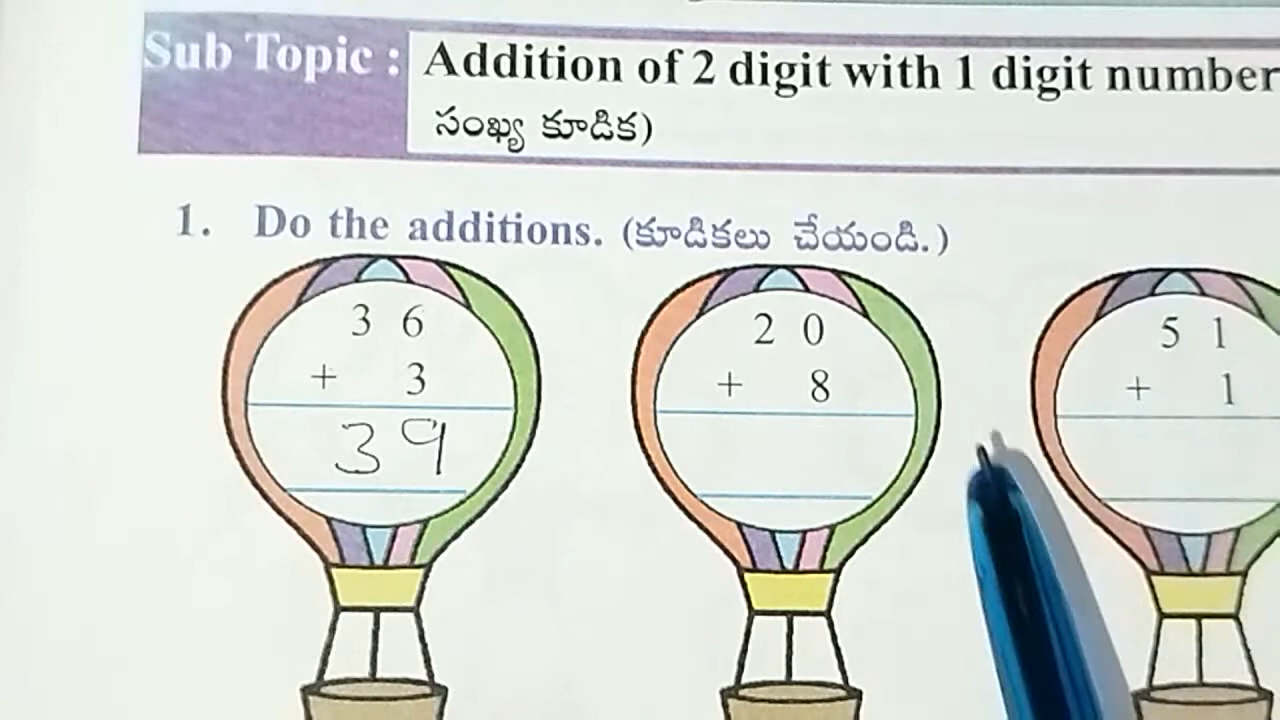 Sub Topic : Addition of 2 digit with 1 digit number
సంఖ్య కూడిక)
1. Do the additions. (కూడికలు చేయండి.)
3 6
+ 3
3 9
2 0
+ 8
5 1
+ 1